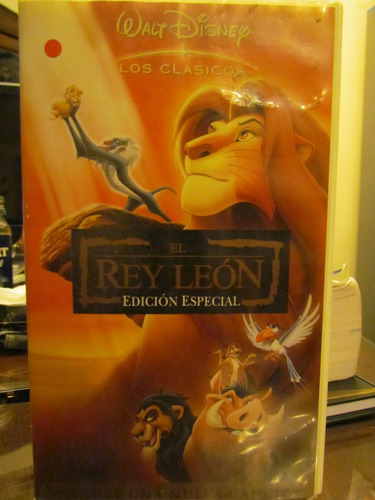 WALT DISNEY
LOS CLÁSICOS
EL
REY LEÓN
EDICIÓN ESPECIAL